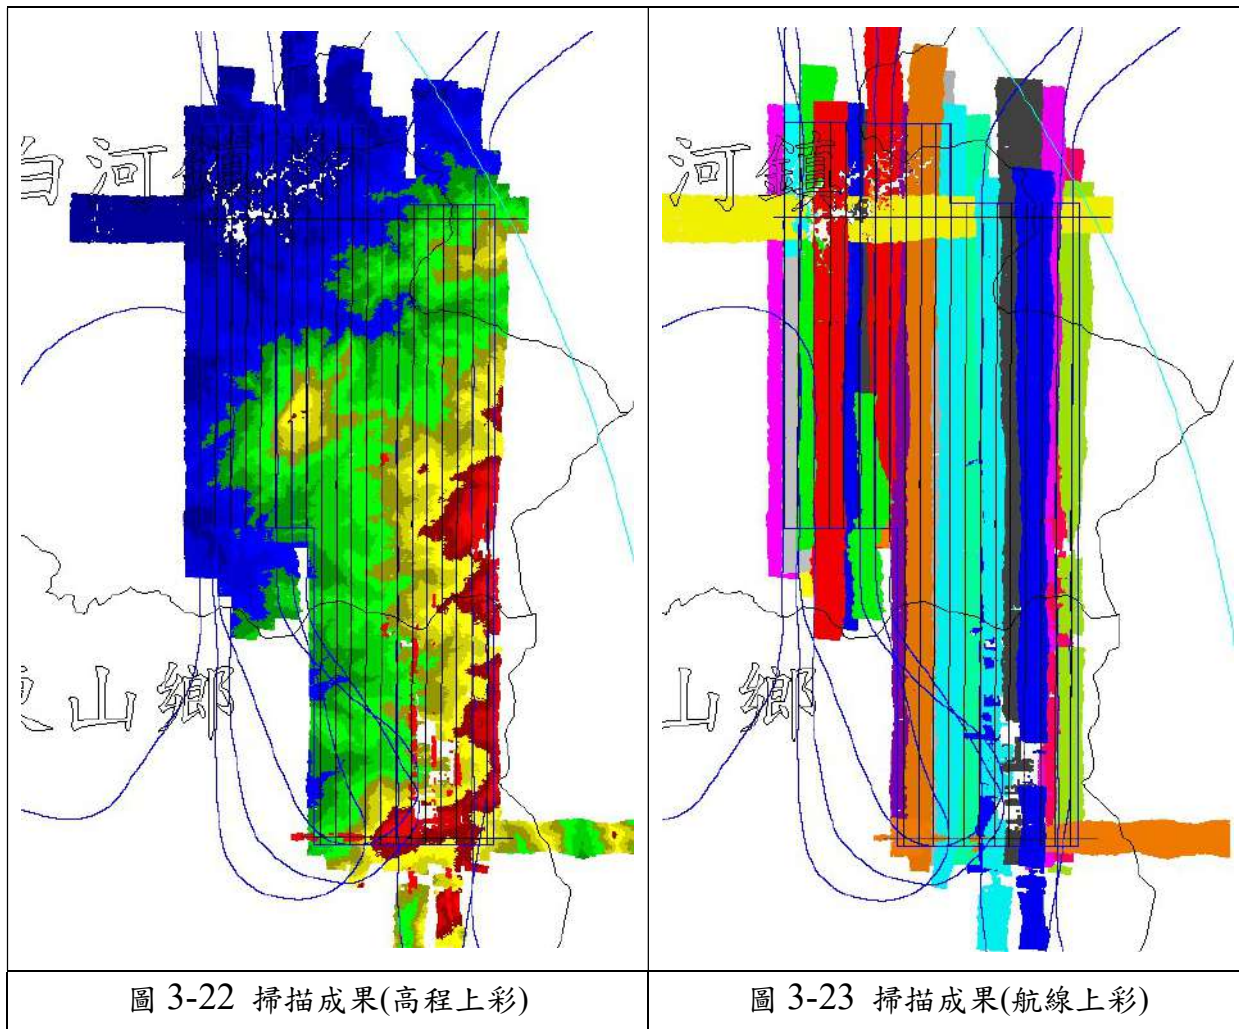 白河鎮
河鎮
東山鄉
山鄉
圖 3-22 掃描成果(高程上彩)
圖 3-23 掃描成果(航線上彩)